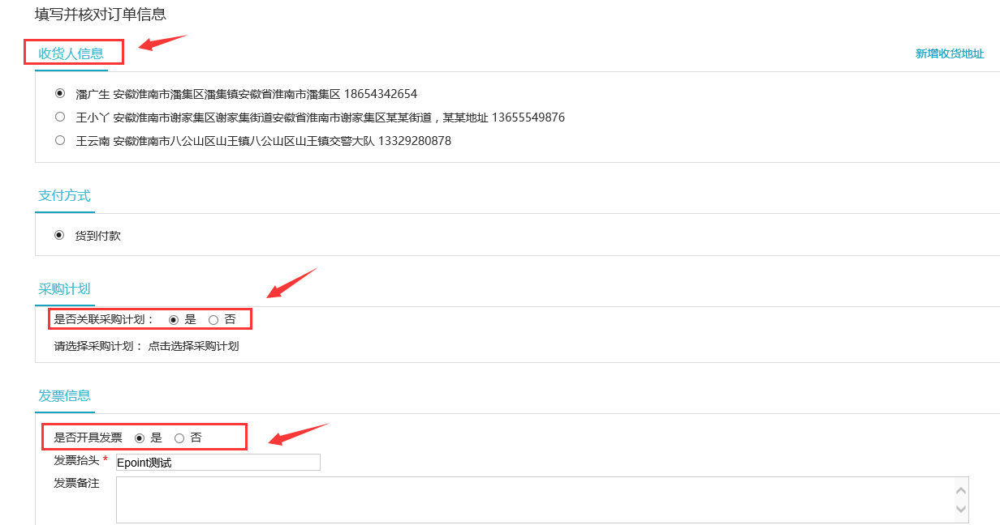 填写并核对订单信息
收货人信息
新增收货地址
潘广生 安徽淮南市潘集区潘集镇安徽省淮南市潘集区 18654342654
王小丫 安徽淮南市谢家集区谢家集街道安徽省淮南市谢家集区某某街道，某某地址 13655549876
王云南 安徽淮南市八公山区山王镇八公山区山王镇交警大队 13329280878
支付方式
货到付款
采购计划
是否关联采购计划： 是 否
请选择采购计划： 点击选择采购计划
发票信息
是否开具发票 是 否
发票抬头 * Epoint测试
发票备注